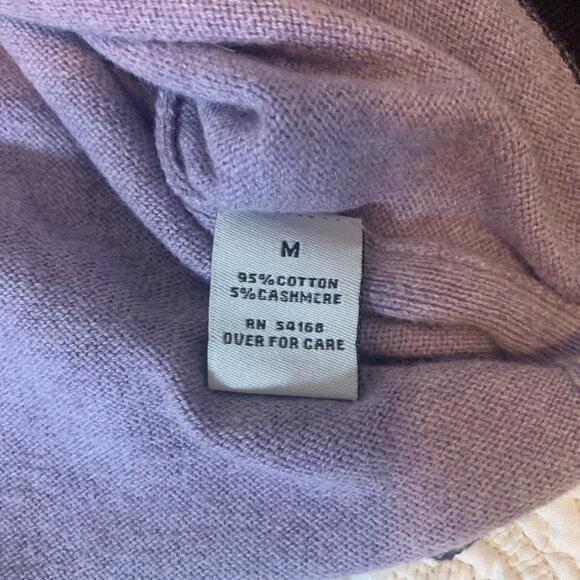 M
95% COTTON
5% CASHMERE
RN 54168
OVER FOR CARE